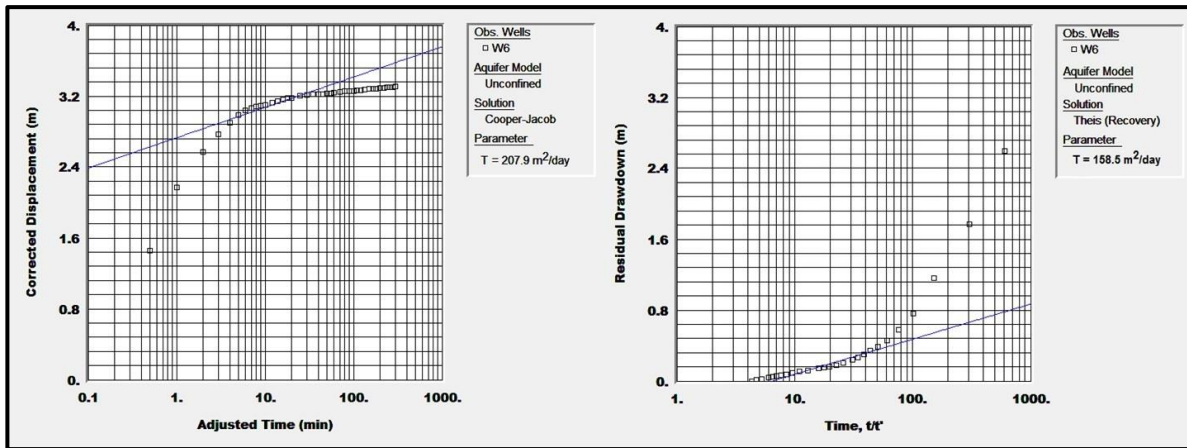 4.
3.2
2.4
1.6
0.8
0.
Corrected Displacement (m)
0.1
1.
10.
100.
1000.
Adjusted Time (min)
Obs. Wells
W6
Aquifer Model
Unconfined
Solution
Cooper-Jacob
Parameter
T = 207.9 m²/day
4.
3.2
2.4
1.6
0.8
0.
Residual Drawdown (m)
1.
10.
100.
1000.
Time, t/t'
Obs. Wells
W6
Aquifer Model
Unconfined
Solution
Theis (Recovery)
Parameter
T = 158.5 m²/day